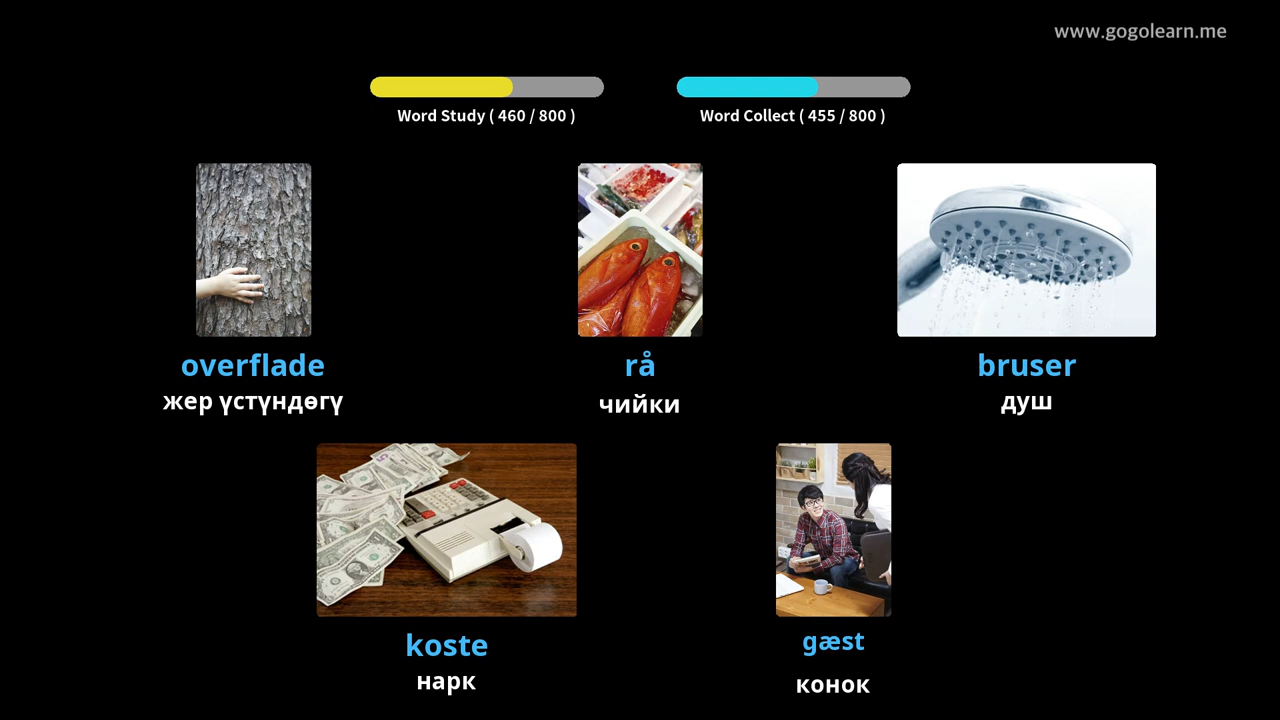 www.gogolearn.me
Word Study ( 460 / 800 )
Word Collect ( 455 / 800 )
overflade
жер үстүндөгү
rå
чийки
bruser
душ
koste
нарк
gæst
конок